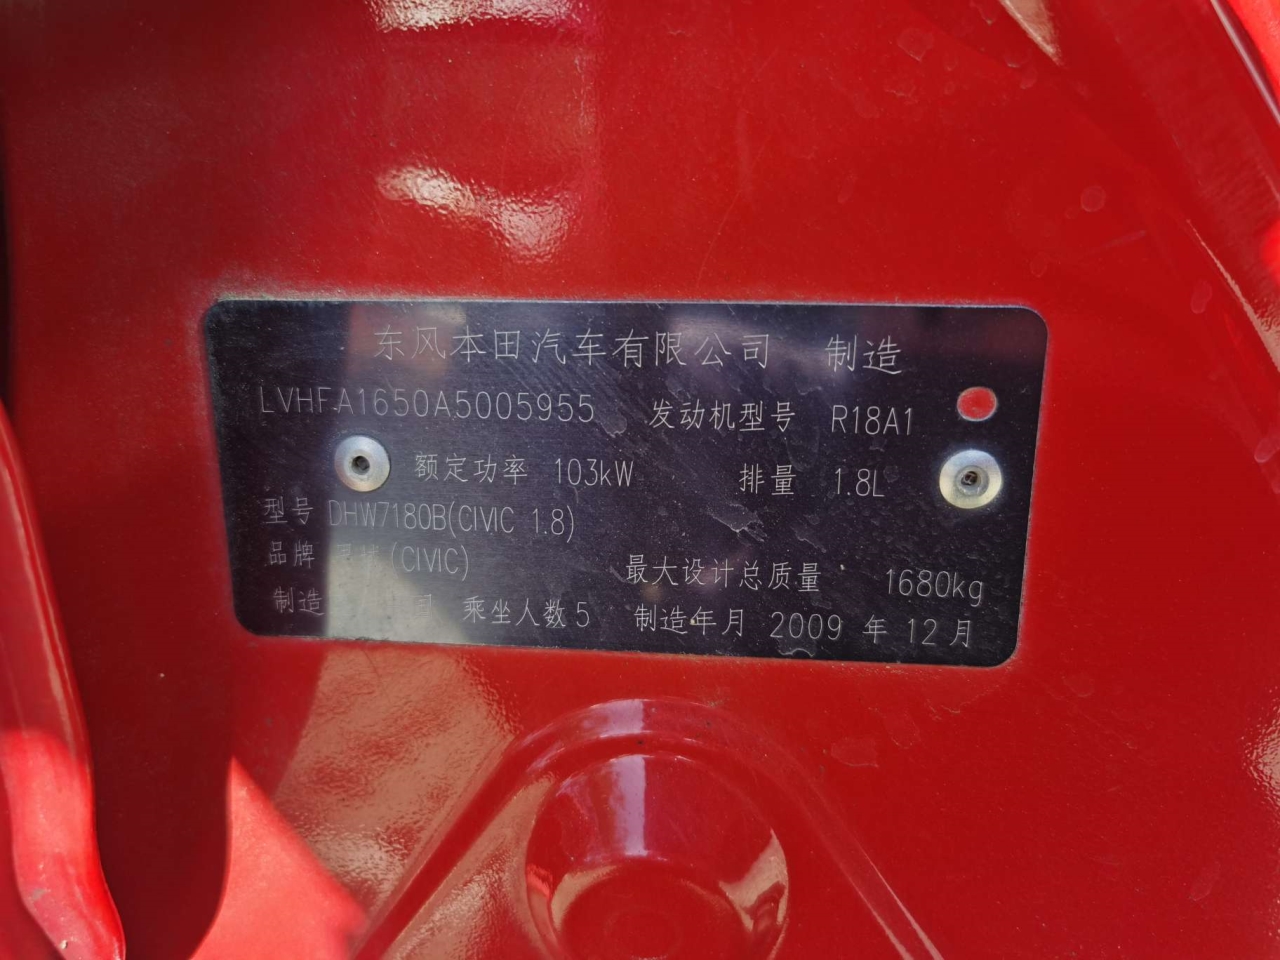 东风本田汽车有限公司 制造
LVHFA1650A5005955 发动机型号 R18A1
额定功率 103kW 排量 1.8L
型号 DHW7180B(CIVIC 1.8)
品牌 (CIVIC) 最大设计总质量 1680kg
制造 国 乘坐人数 5 制造年月 2009 年 12 月